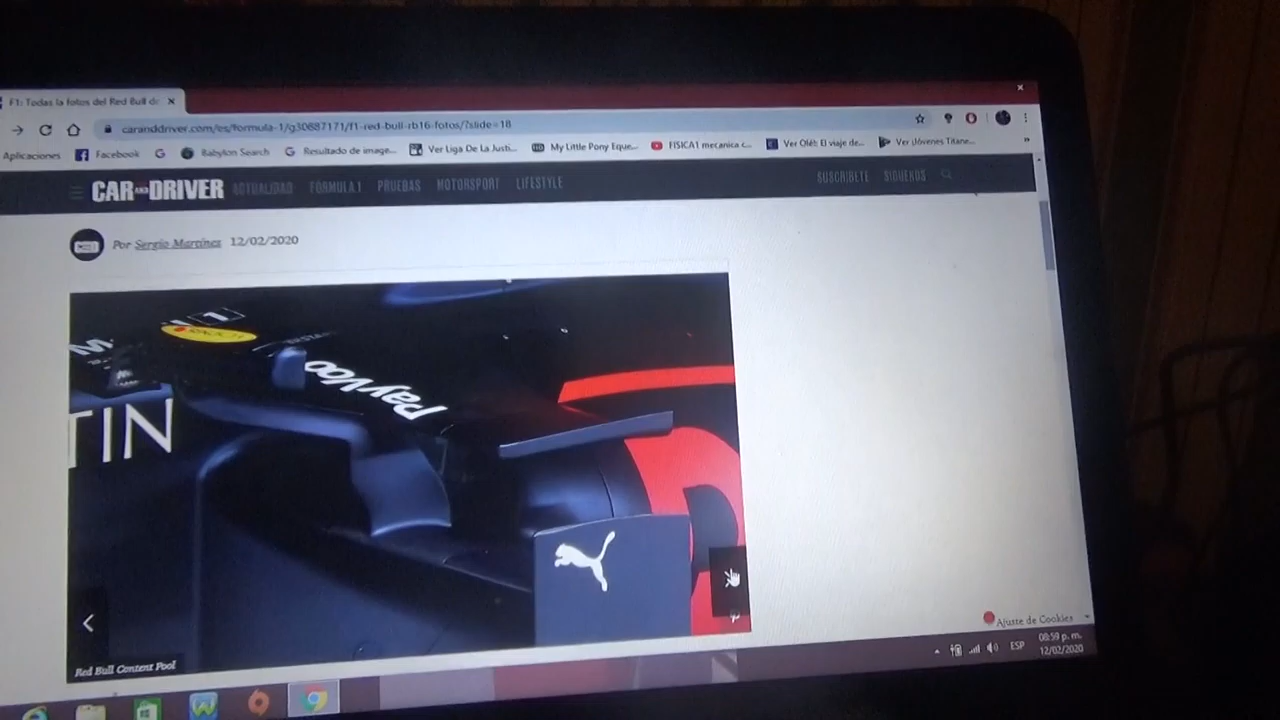 F1: Todas la fotos del Red Bull de
caranddriver.com/es/formula-1/g30887171/f1-red-bull-rb16-fotos/?slide=18
Aplicaciones Facebook Babylon Search Resultado de image... Ver Liga De La Justi... My Little Pony Eque... FISICA1 mecanica c... Ver Olé!: El viaje de... Ver ¡Jóvenes Titane...
CAR AND DRIVER ACTUALIDAD FÓRMULA 1 PRUEBAS MOTORSPORT LIFESTYLE SUSCRÍBETE SÍGUENOS
Por Sergio Martínez 12/02/2020
PayVoo
TIN
Red Bull Content Pool
Ajuste de Cookies
ESP
08:59 p. m.
12/02/2020